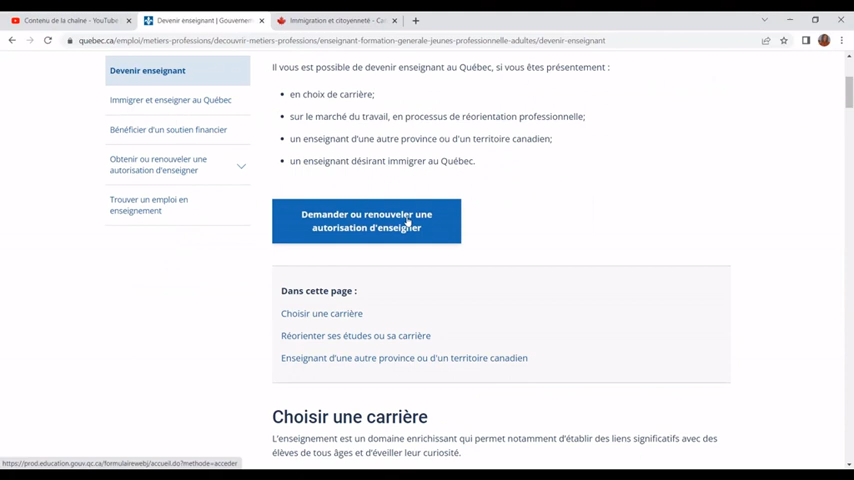 Contenu de la chaîne - YouTube
Devenir enseignant | Gouvernem
Immigration et citoyenneté - Ca
quebec.ca/emploi/metiers-professions/decouvrir-metiers-professions/enseignant-formation-generale-jeunes-professionnelle-adultes/devenir-enseignant
Devenir enseignant
Immigrer et enseigner au Québec
Bénéficier d'un soutien financier
Obtenir ou renouveler une
autorisation d'enseigner
Trouver un emploi en
enseignement
Il vous est possible de devenir enseignant au Québec, si vous êtes présentement :
en choix de carrière;
sur le marché du travail, en processus de réorientation professionnelle;
un enseignant d'une autre province ou d'un territoire canadien;
un enseignant désirant immigrer au Québec.
Demander ou renouveler une
autorisation d'enseigner
Dans cette page :
Choisir une carrière
Réorienter ses études ou sa carrière
Enseignant d'une autre province ou d'un territoire canadien
Choisir une carrière
L'enseignement est un domaine enrichissant qui permet notamment d'établir des liens significatifs avec des
élèves de tous âges et d'éveiller leur curiosité.
https://prod.education.gouv.qc.ca/formulairewebj/accueil.do?methode=acceder